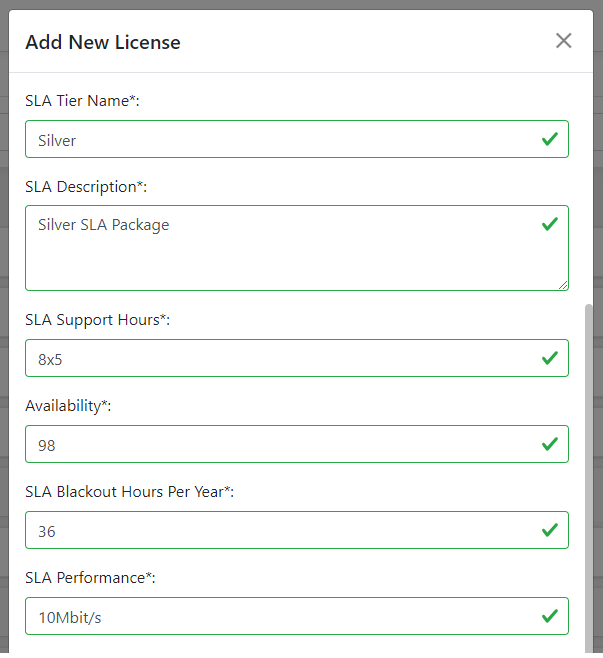 Add New License
SLA Tier Name*:
Silver
SLA Description*:
Silver SLA Package
SLA Support Hours*:
8x5
Availability*:
98
SLA Blackout Hours Per Year*:
36
SLA Performance*:
10Mbit/s